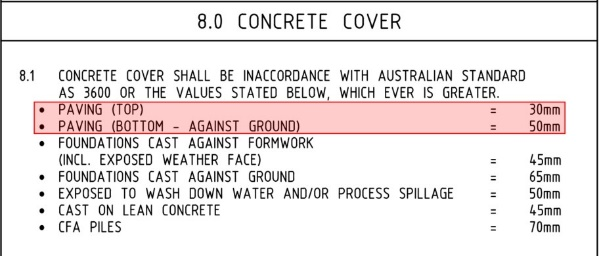 8.0 CONCRETE COVER
8.1 CONCRETE COVER SHALL BE INACCORDANCE WITH AUSTRALIAN STANDARD
AS 3600 OR THE VALUES STATED BELOW, WHICH EVER IS GREATER.
• PAVING (TOP) = 30mm
• PAVING (BOTTOM - AGAINST GROUND) = 50mm
• FOUNDATIONS CAST AGAINST FORMWORK
(INCL. EXPOSED WEATHER FACE) = 45mm
• FOUNDATIONS CAST AGAINST GROUND = 65mm
• EXPOSED TO WASH DOWN WATER AND/OR PROCESS SPILLAGE = 50mm
• CAST ON LEAN CONCRETE = 45mm
• CFA PILES = 70mm